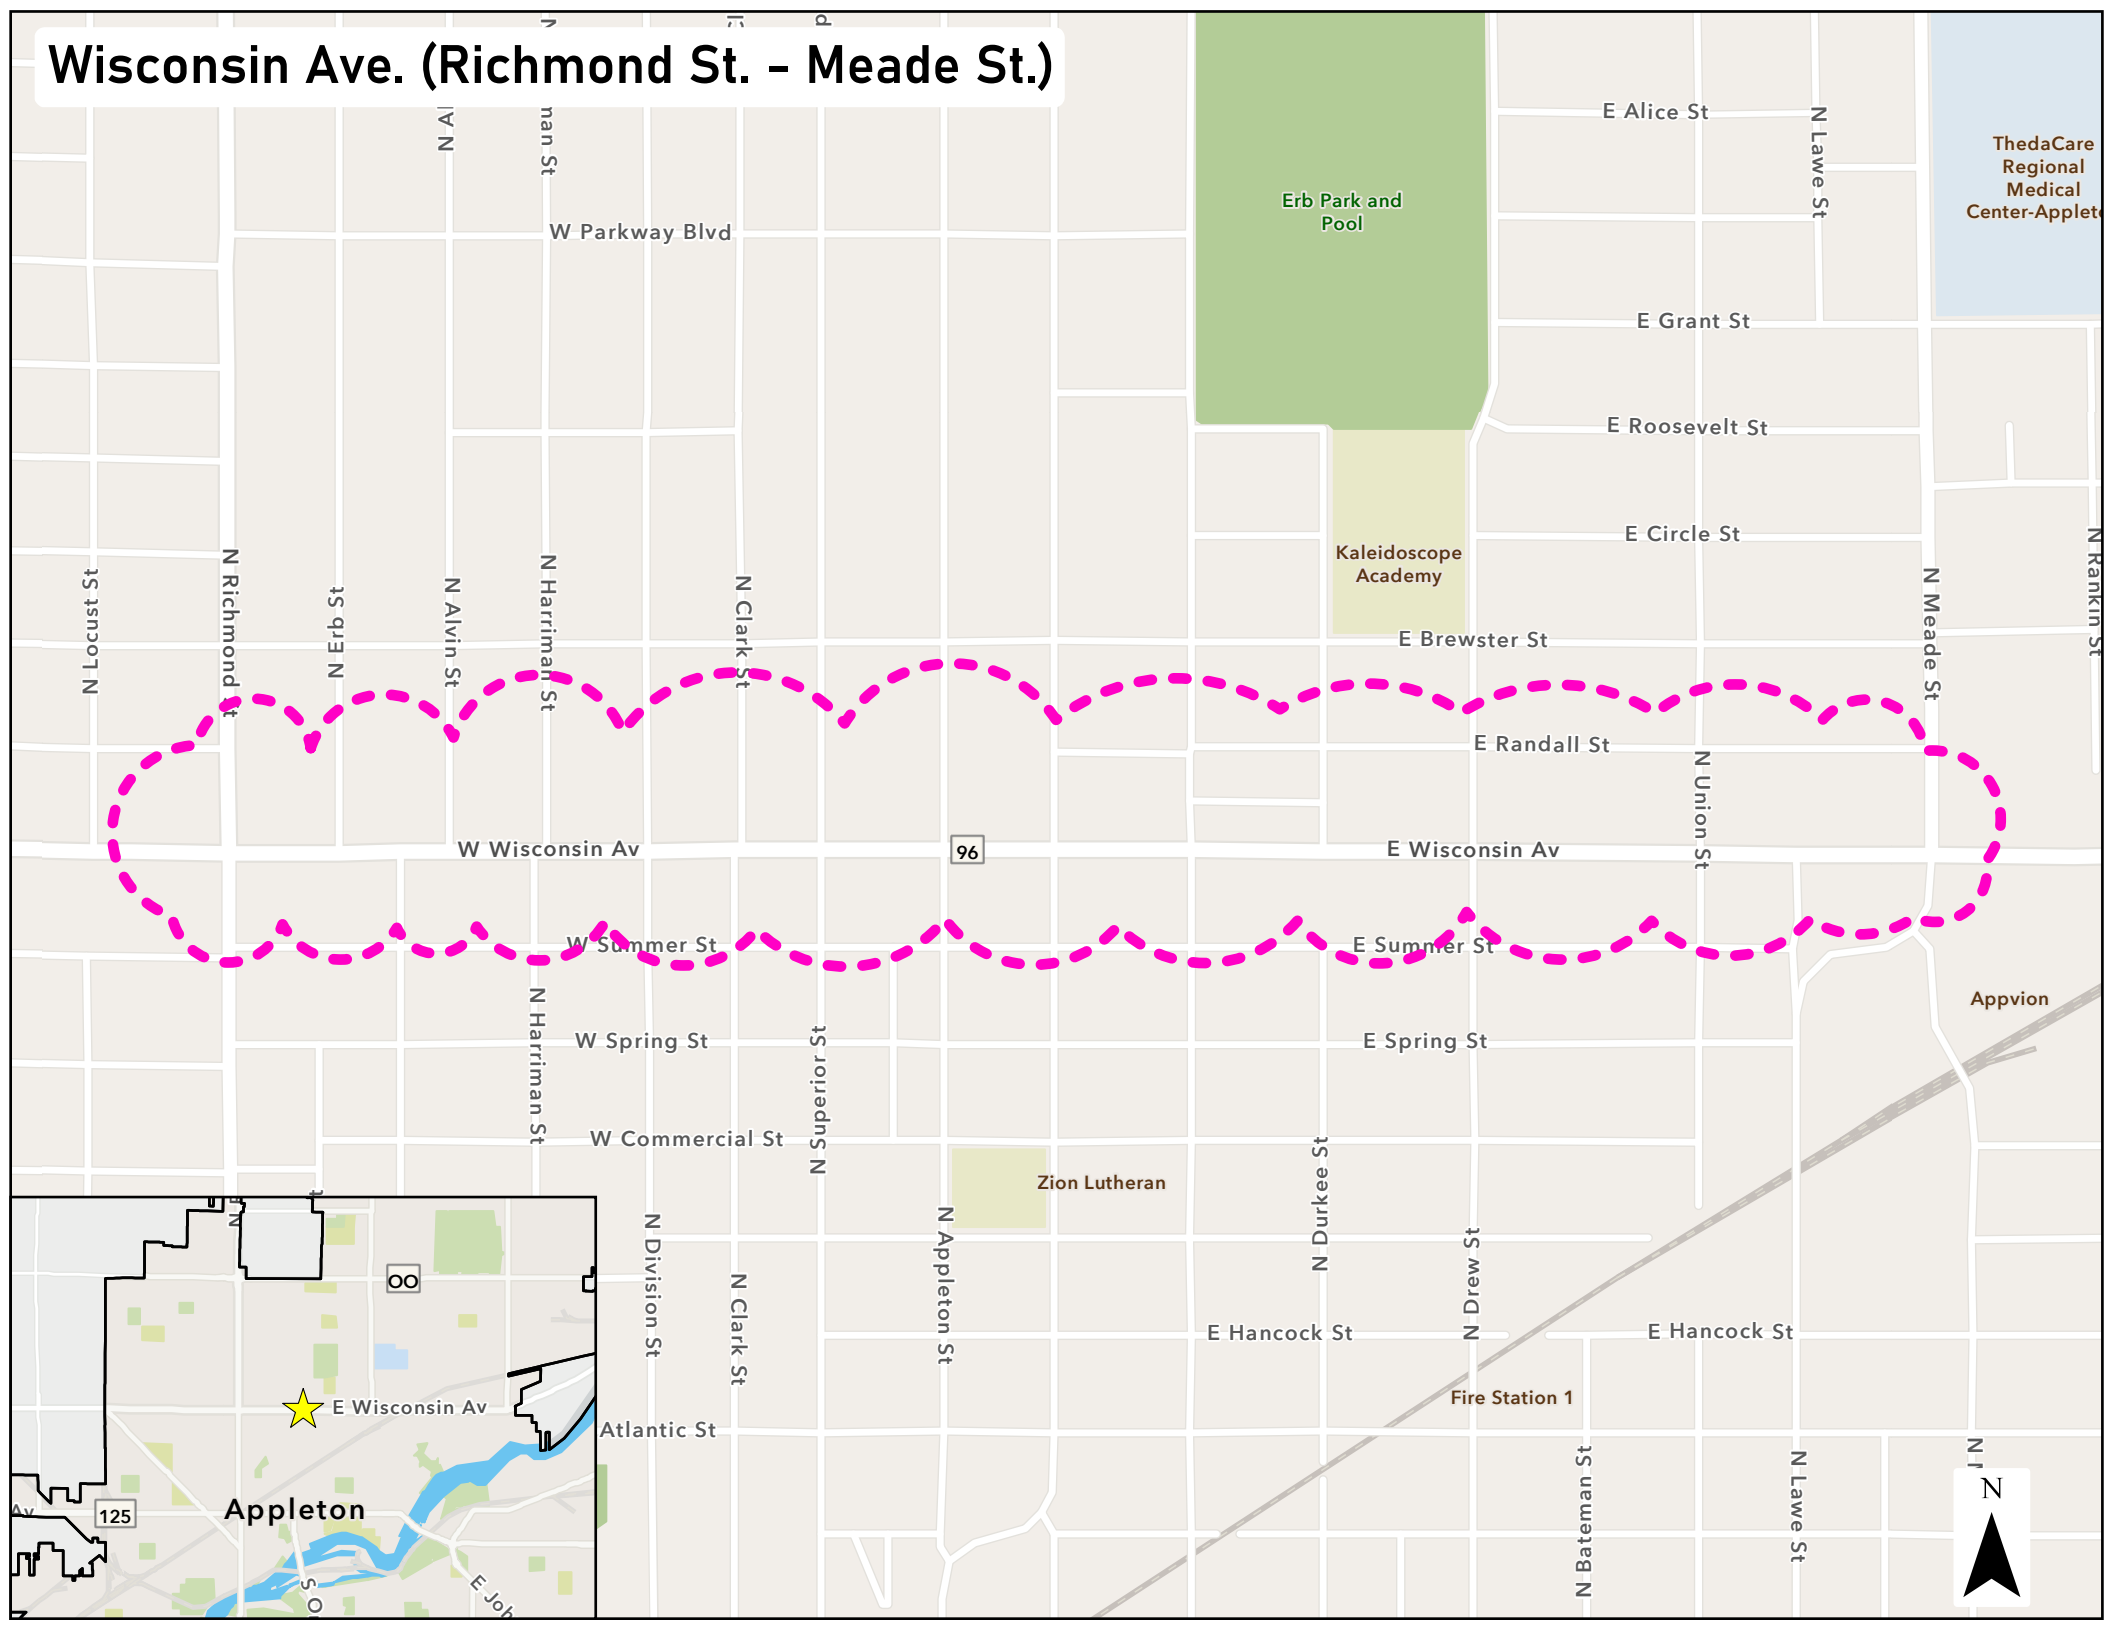 Wisconsin Ave. (Richmond St. – Meade St.)
man St
N Lawe St
E Alice St
ThedaCare
Regional
Medical
Erb Park and
Pool
W Parkway Blvd
E Grant St
E Roosevelt St
E Circle St
Kaleidoscope
Academy
E Brewster St
N Locust St
N Richmond St
N Erb St
N Alvin St
N Harriman St
N Clark St
N Meade St
N Rankin St
E Randall St
N Union St
W Wisconsin Av
96
E Wisconsin Av
W Summer St
E Summer St
Appvion
N Harriman St
W Spring St
N Superior St
E Spring St
W Commercial St
Zion Lutheran
N Durkee St
N Division St
N Clark St
N Appleton St
N Drew St
E Hancock St
E Hancock St
Fire Station 1
Atlantic St
N Bateman St
N Lawe St
N
OO
E Wisconsin Av
Av
125
Appleton
S O
E Joh